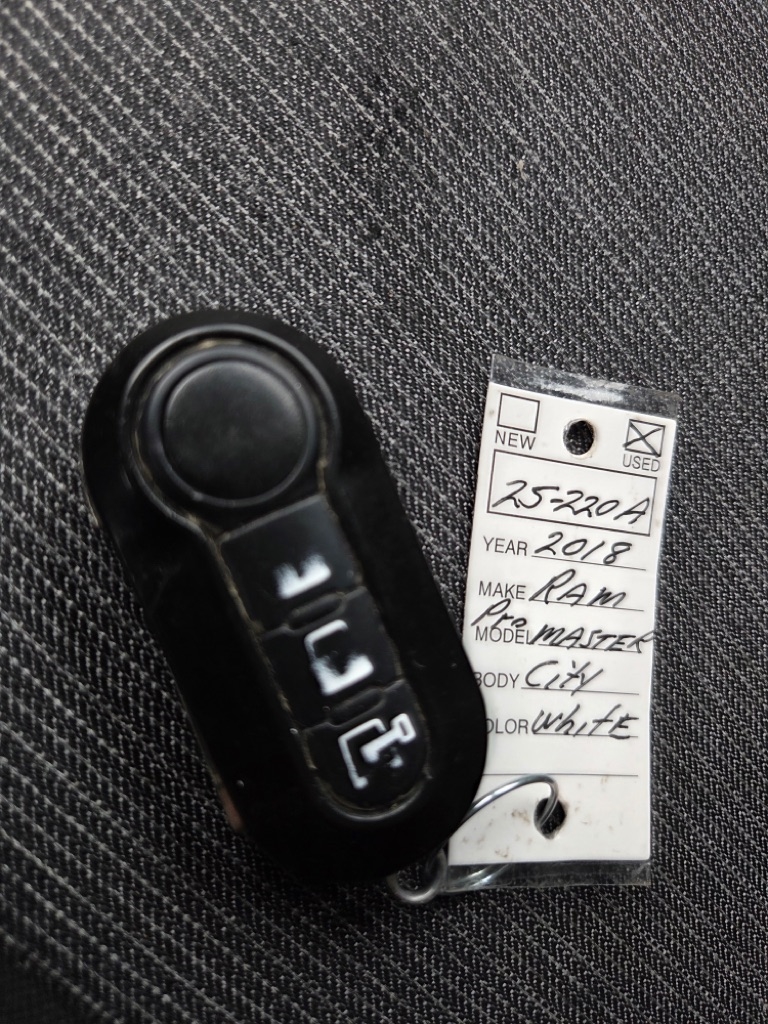 NEW USED
25-220A
YEAR 2018
MAKE RAM
Pro
MODEL MASTER
BODY City
OLOR WhitE